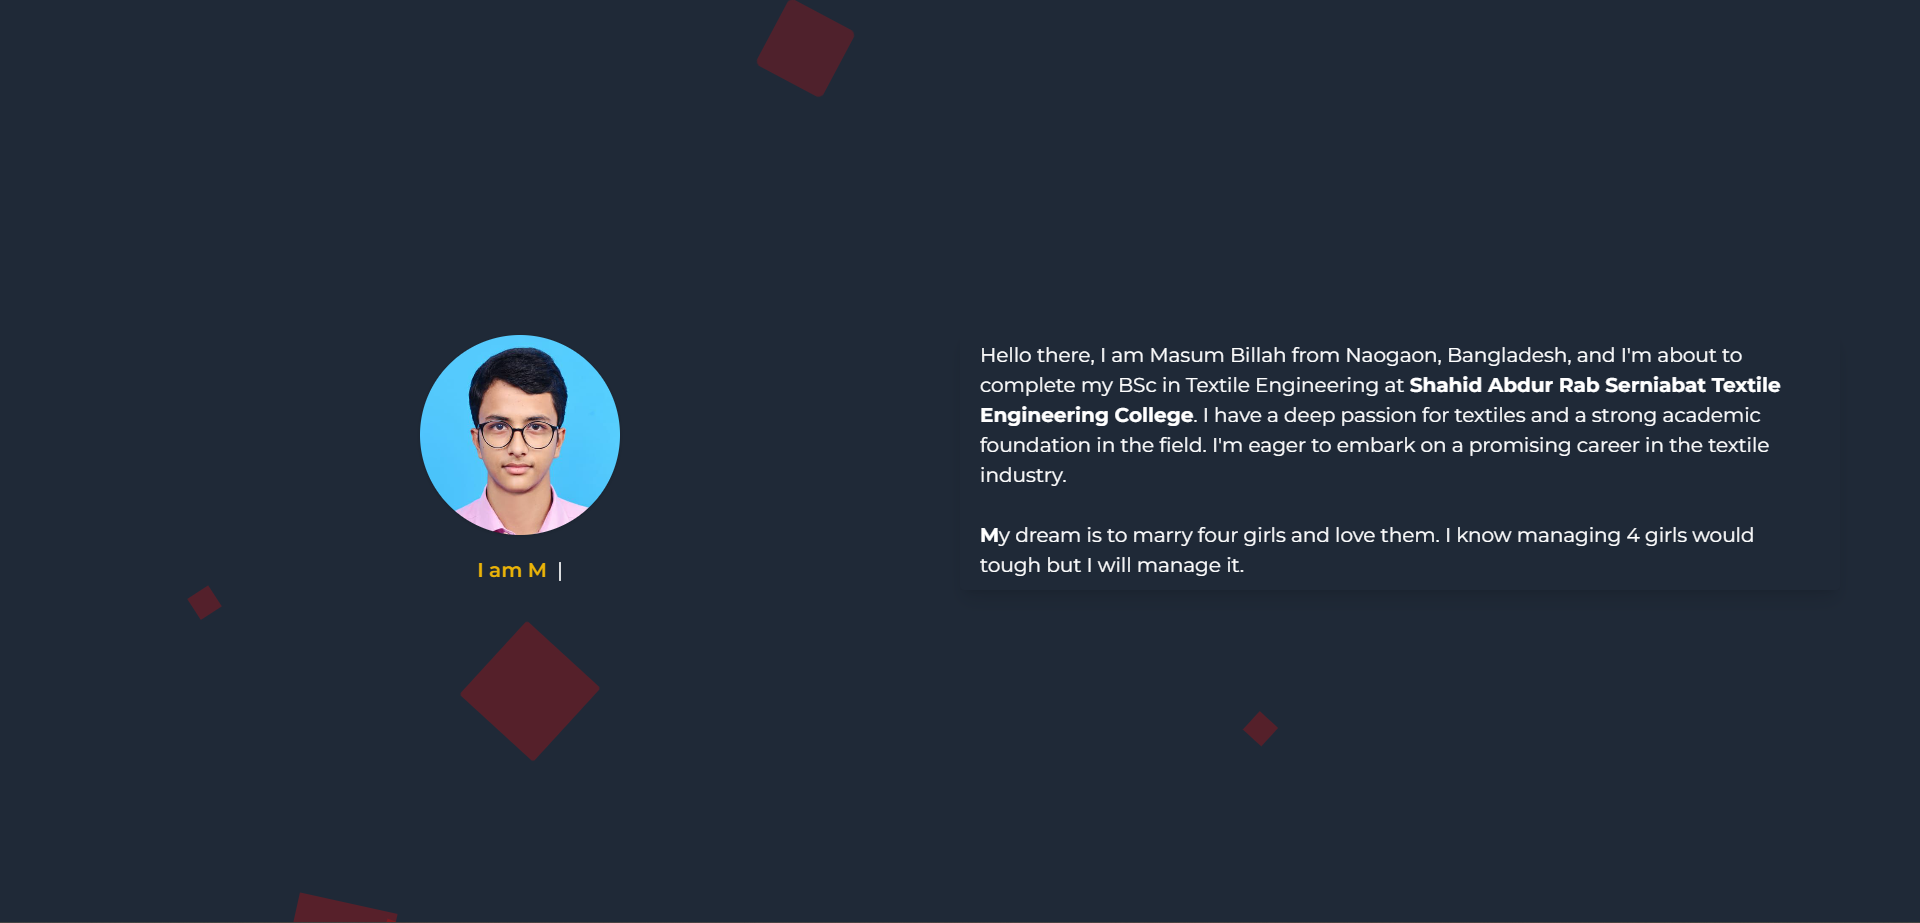 Hello there, I am Masum Billah from Naogaon, Bangladesh, and I'm about to
complete my BSc in Textile Engineering at Shahid Abdur Rab Serniabat Textile
Engineering College. I have a deep passion for textiles and a strong academic
foundation in the field. I'm eager to embark on a promising career in the textile
industry.
My dream is to marry four girls and love them. I know managing 4 girls would
tough but I will manage it.
I am M |